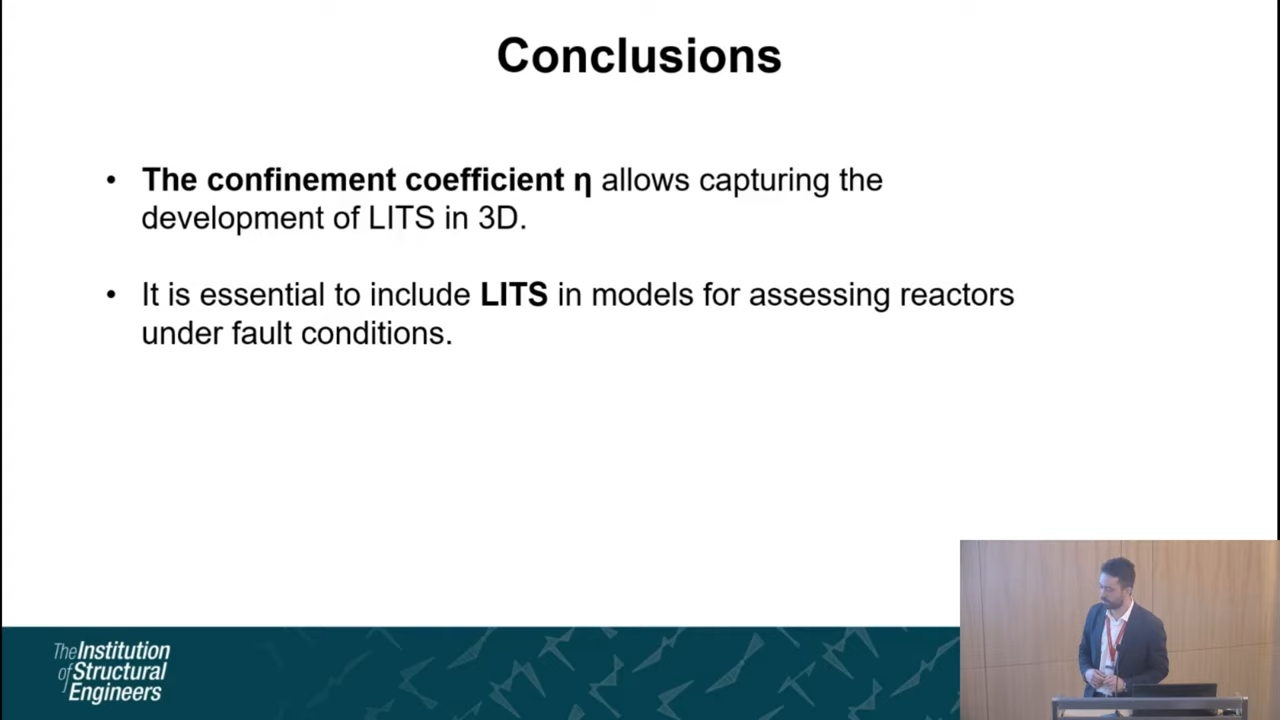 Conclusions
• The confinement coefficient η allows capturing the
development of LITS in 3D.
• It is essential to include LITS in models for assessing reactors
under fault conditions.
The Institution
of Structural
Engineers